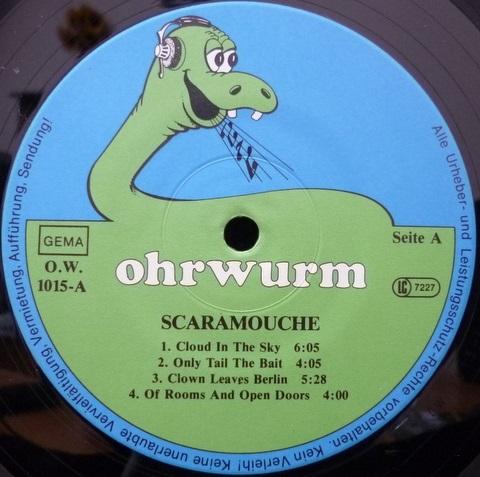 GEMA
O.W.
1015-A
Seite A
LC 7227
ohrwurm
SCARAMOUCHE
1. Cloud In The Sky 6:05
2. Only Tail The Bait 4:05
3. Clown Leaves Berlin 5:28
4. Of Rooms And Open Doors 4:00
Alle Urheber- und Leistungsschutz-Rechte vorbehalten. Kein Verleih! Keine unerlaubte Vervielfältigung, Vermietung, Aufführung, Sendung!